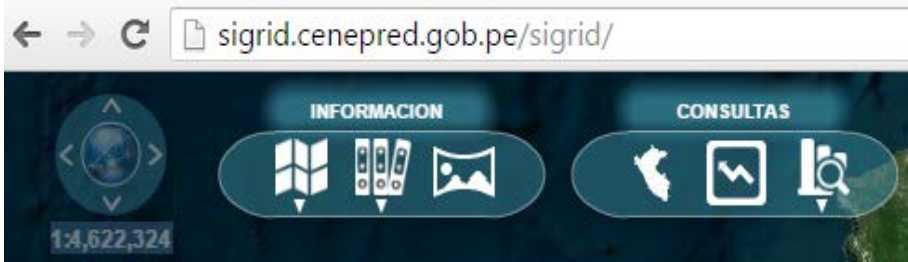 sigrid.cenepred.gob.pe/sigrid/
INFORMACION
CONSULTAS
1:4,622,324